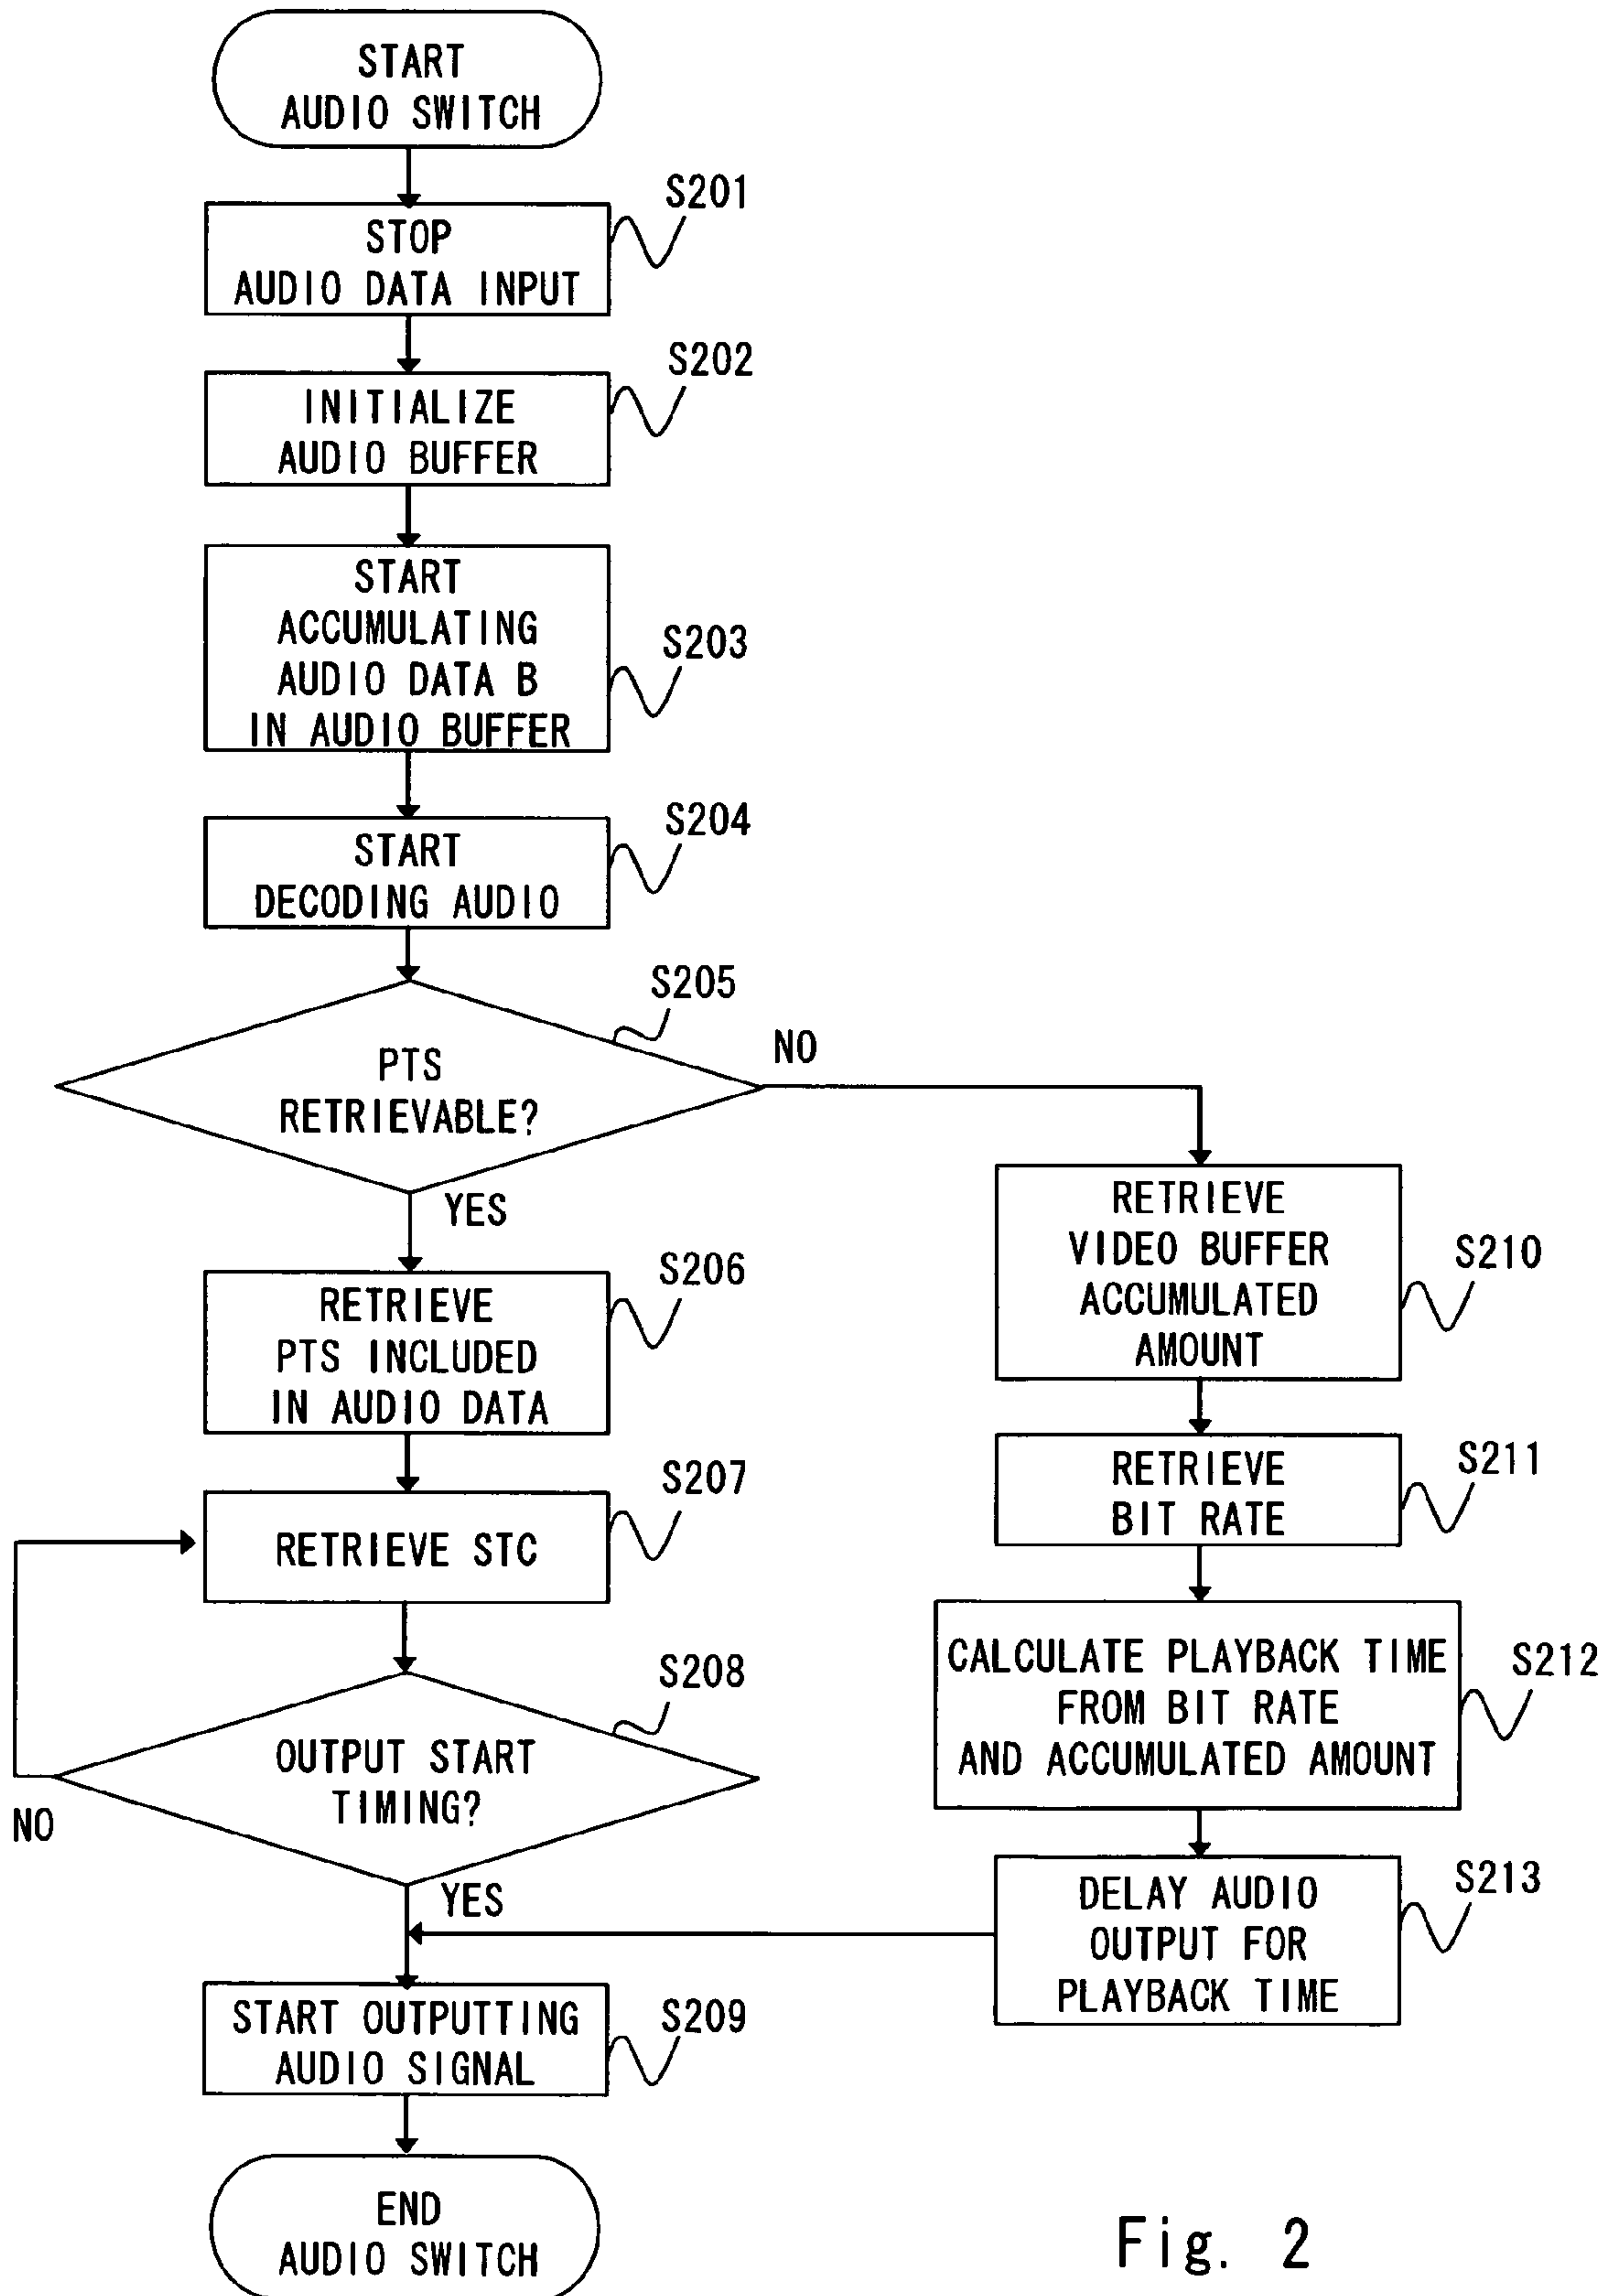 START
AUDIO SWITCH
S201
STOP
AUDIO DATA INPUT
S202
INITIALIZE
AUDIO BUFFER
START
ACCUMULATING
AUDIO DATA B
IN AUDIO BUFFER
S203
S204
START
DECODING AUDIO
S205
PTS
RETRIEVABLE?
NO
YES
S206
RETRIEVE
PTS INCLUDED
IN AUDIO DATA
S207
RETRIEVE STC
S208
OUTPUT START
TIMING?
NO
YES
RETRIEVE
VIDEO BUFFER
ACCUMULATED
AMOUNT
S210
RETRIEVE
BIT RATE
S211
CALCULATE PLAYBACK TIME
FROM BIT RATE
AND ACCUMULATED AMOUNT
S212
DELAY AUDIO
OUTPUT FOR
PLAYBACK TIME
S213
START OUTPUTTING
AUDIO SIGNAL
S209
END
AUDIO SWITCH
Fig. 2